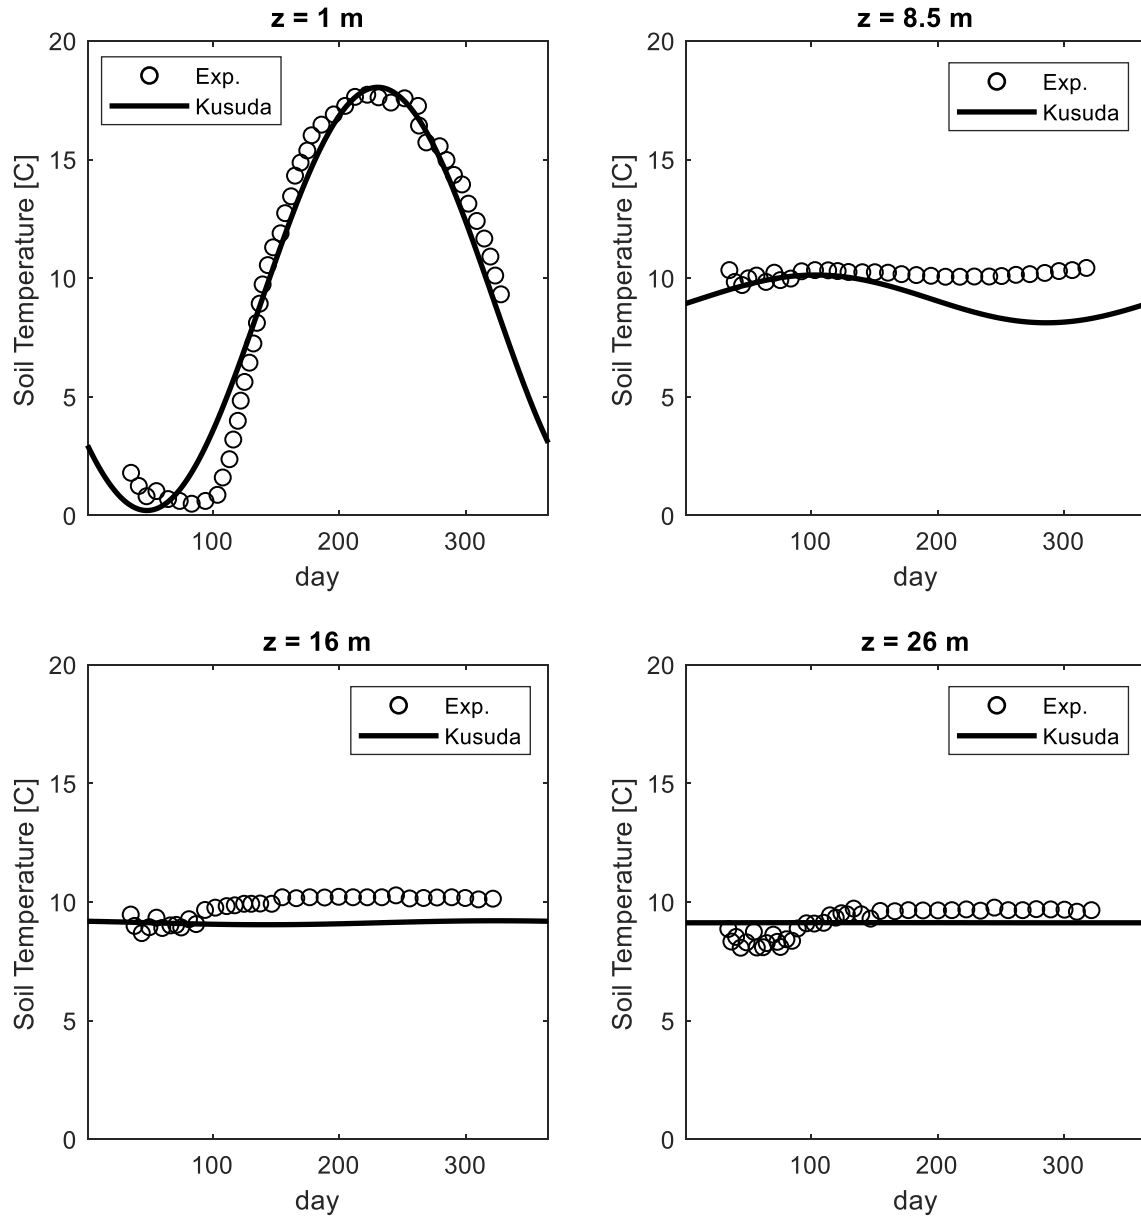 z = 1 m
20
15
10
5
0
Soil Temperature [C]
Exp.
Kusuda
100
200
300
day
z = 8.5 m
20
15
10
5
0
Soil Temperature [C]
Exp.
Kusuda
100
200
300
day
z = 16 m
20
15
10
5
0
Soil Temperature [C]
Exp.
Kusuda
100
200
300
day
z = 26 m
20
15
10
5
0
Soil Temperature [C]
Exp.
Kusuda
100
200
300
day